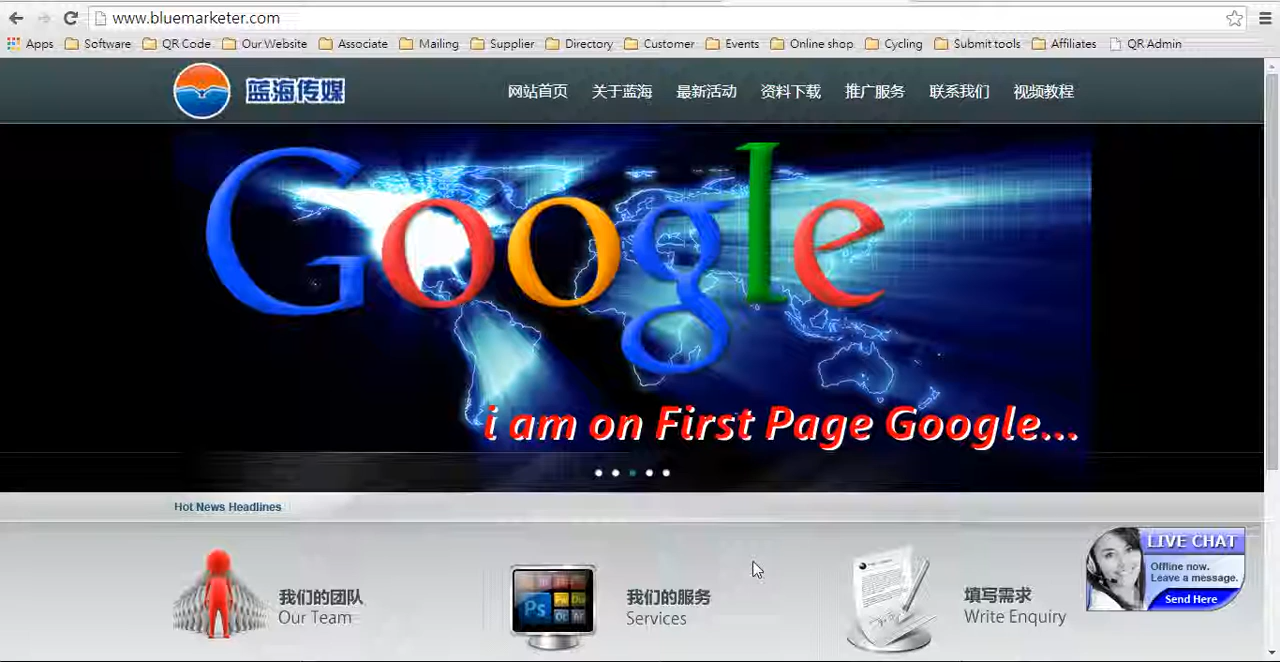 www.bluemarketer.com
Apps Software QR Code Our Website Associate Mailing Supplier Directory Customer Events Online shop Cycling Submit tools Affiliates QR Admin
蓝海传媒 网站首页 关于蓝海 最新活动 资料下载 推广服务 联系我们 视频教程
Google
i am on First Page Google...
Hot News Headlines
我们的团队
Our Team
Ps
我们的服务
Services
填写需求
Write Enquiry
LIVE CHAT
Offline now.
Leave a message.
Send Here